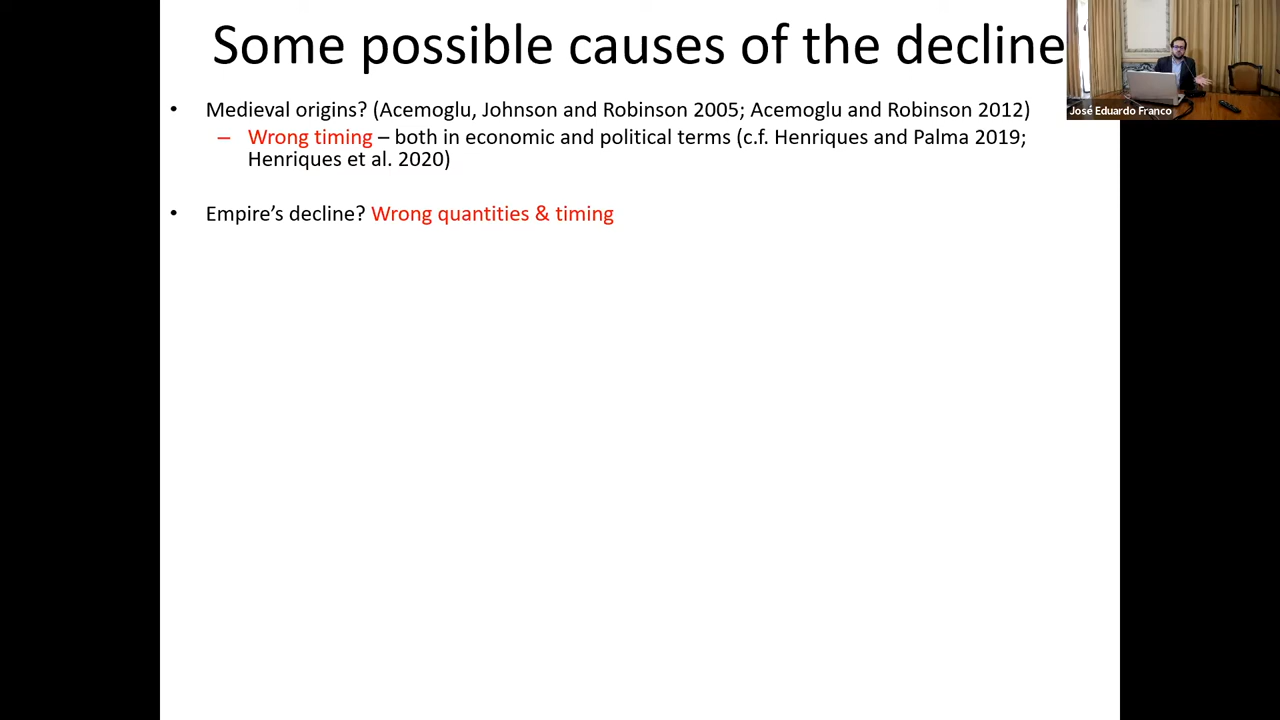 Some possible causes of the decline
José Eduardo Franco
• Medieval origins? (Acemoglu, Johnson and Robinson 2005; Acemoglu and Robinson 2012)
– Wrong timing – both in economic and political terms (c.f. Henriques and Palma 2019;
Henriques et al. 2020)
• Empire’s decline? Wrong quantities & timing